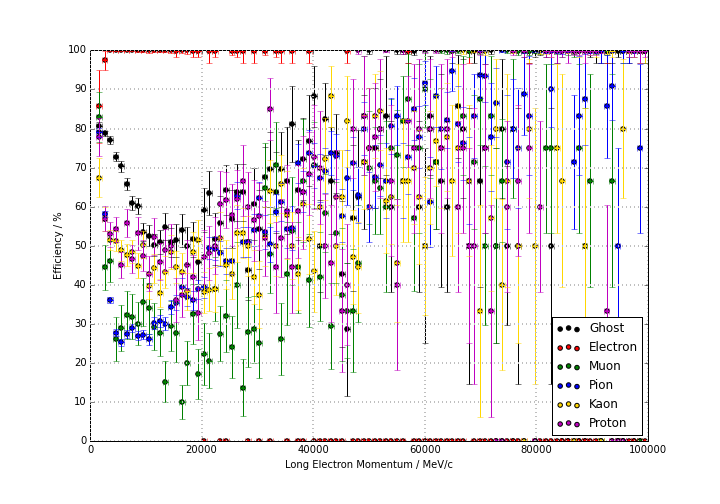 100
90
80
70
60
50
40
30
20
10
0
Efficiency / %
0 20000 40000 60000 80000 100000
Long Electron Momentum / MeV/c
Ghost
Electron
Muon
Pion
Kaon
Proton